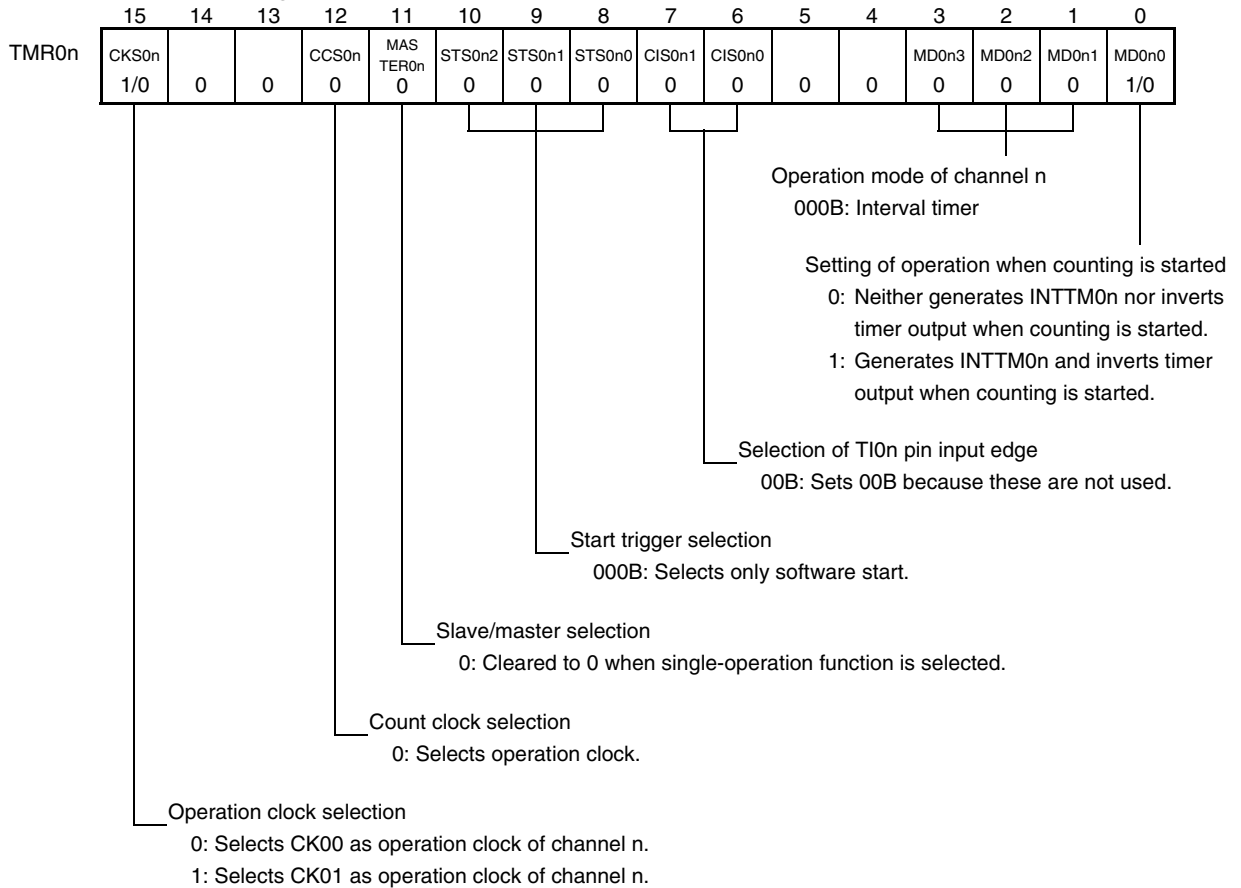 15 14 13 12 11 10 9 8 7 6 5 4 3 2 1 0
TMR0n CKS0n CCS0n MAS TER0n STS0n2 STS0n1 STS0n0 CIS0n1 CIS0n0 MD0n3 MD0n2 MD0n1 MD0n0
1/0 0 0 0 0 0 0 0 0 0 0 0 0 0 0 1/0
Operation mode of channel n
000B: Interval timer
Setting of operation when counting is started
0: Neither generates INTTM0n nor inverts
timer output when counting is started.
1: Generates INTTM0n and inverts timer
output when counting is started.
Selection of TI0n pin input edge
00B: Sets 00B because these are not used.
Start trigger selection
000B: Selects only software start.
Slave/master selection
0: Cleared to 0 when single-operation function is selected.
Count clock selection
0: Selects operation clock.
Operation clock selection
0: Selects CK00 as operation clock of channel n.
1: Selects CK01 as operation clock of channel n.